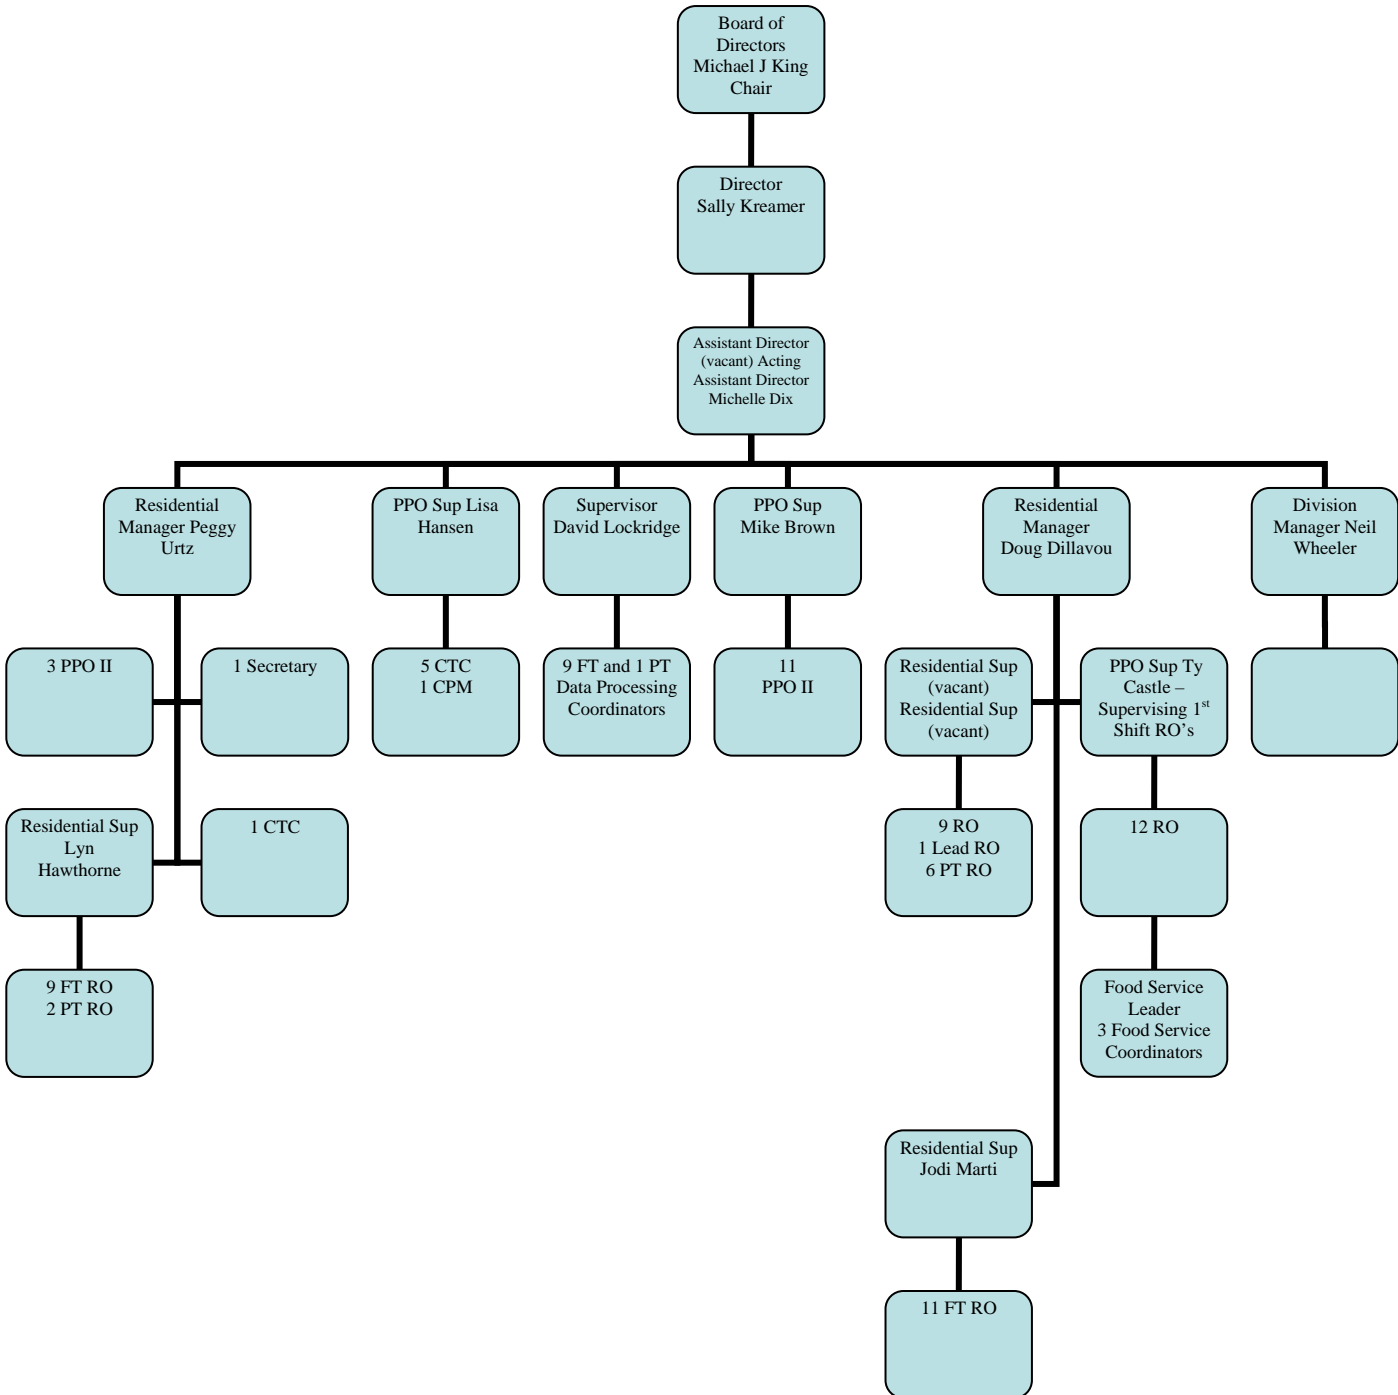 Board of
Directors
Michael J King
Chair
Director
Sally Kreamer
Assistant Director
(vacant) Acting
Assistant Director
Michelle Dix
Residential
Manager Peggy
Urtz
PPO Sup Lisa
Hansen
Supervisor
David Lockridge
PPO Sup
Mike Brown
Residential
Manager
Doug Dillavou
Division
Manager Neil
Wheeler
3 PPO II
1 Secretary
5 CTC
1 CPM
9 FT and 1 PT
Data Processing
Coordinators
11
PPO II
Residential Sup
(vacant)
Residential Sup
(vacant)
PPO Sup Ty
Castle –
Supervising 1st
Shift RO's
Residential Sup
Lyn
Hawthorne
1 CTC
9 RO
1 Lead RO
6 PT RO
12 RO
9 FT RO
2 PT RO
Food Service
Leader
3 Food Service
Coordinators
Residential Sup
Jodi Marti
11 FT RO